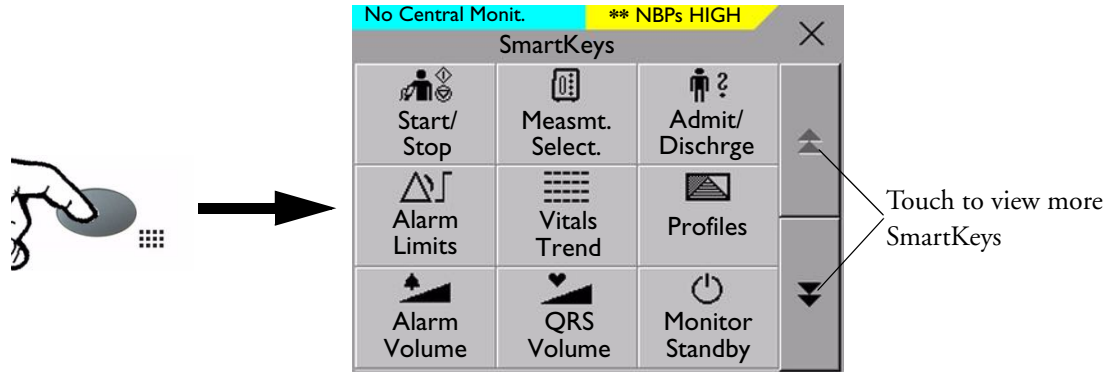 No Central Monit.
** NBPs HIGH
SmartKeys
Start/
Stop
Measmt.
Select.
Admit/
Dischrge
Alarm
Limits
Vitals
Trend
Profiles
Alarm
Volume
QRS
Volume
Monitor
Standby
Touch to view more
SmartKeys